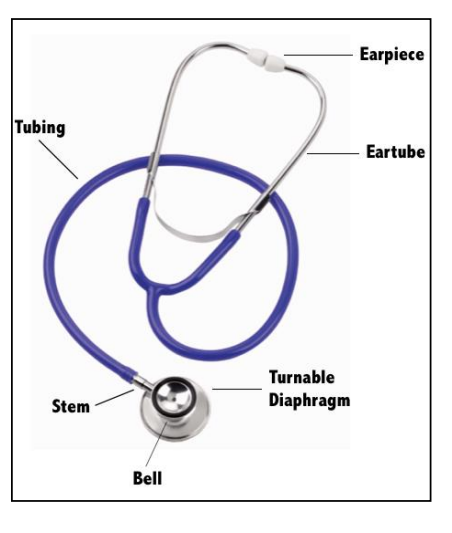 Earpiece
Tubing
Eartube
Turnable
Diaphragm
Stem
Bell